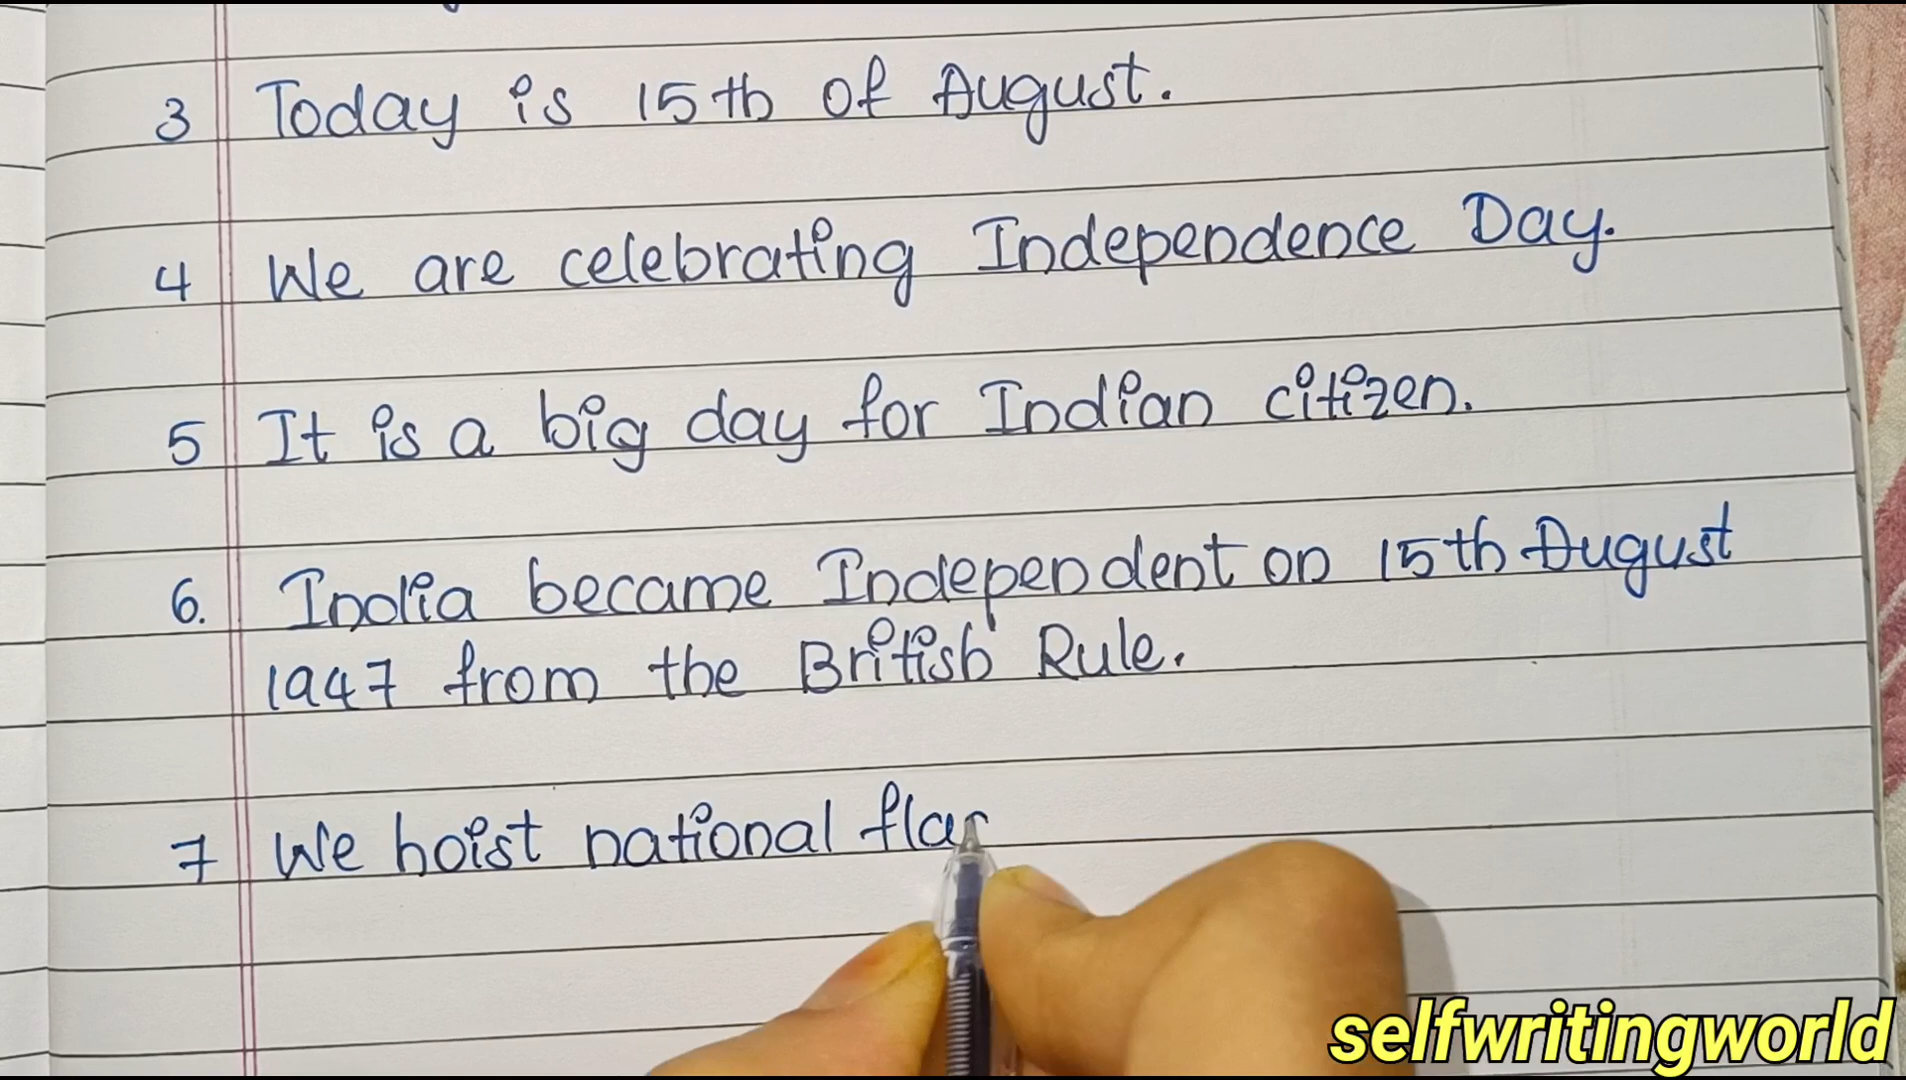 3 Today is 15th of August.
4 We are celebrating Independence Day.
5 It is a big day for Indian citizen.
6. India became Independent on 15th August
1947 from the British Rule.
7 We hoist national
selfwritingworld